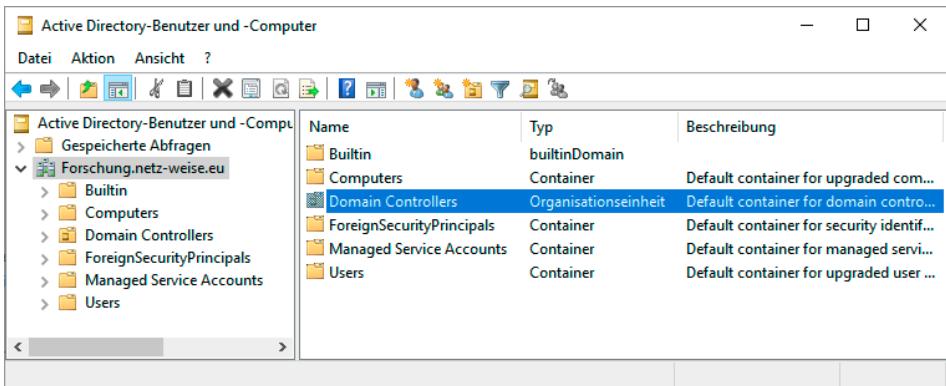 Active Directory-Benutzer und -Computer
Datei Aktion Ansicht ?
Active Directory-Benutzer und -Compu
Gespeicherte Abfragen
Forschung.netz-weise.eu
Builtin
Computers
Domain Controllers
ForeignSecurityPrincipals
Managed Service Accounts
Users
Name Typ Beschreibung
Builtin builtinDomain
Computers Container Default container for upgraded com...
Domain Controllers Organisationseinheit Default container for domain contro...
ForeignSecurityPrincipals Container Default container for security identif...
Managed Service Accounts Container Default container for managed servi...
Users Container Default container for upgraded user ...